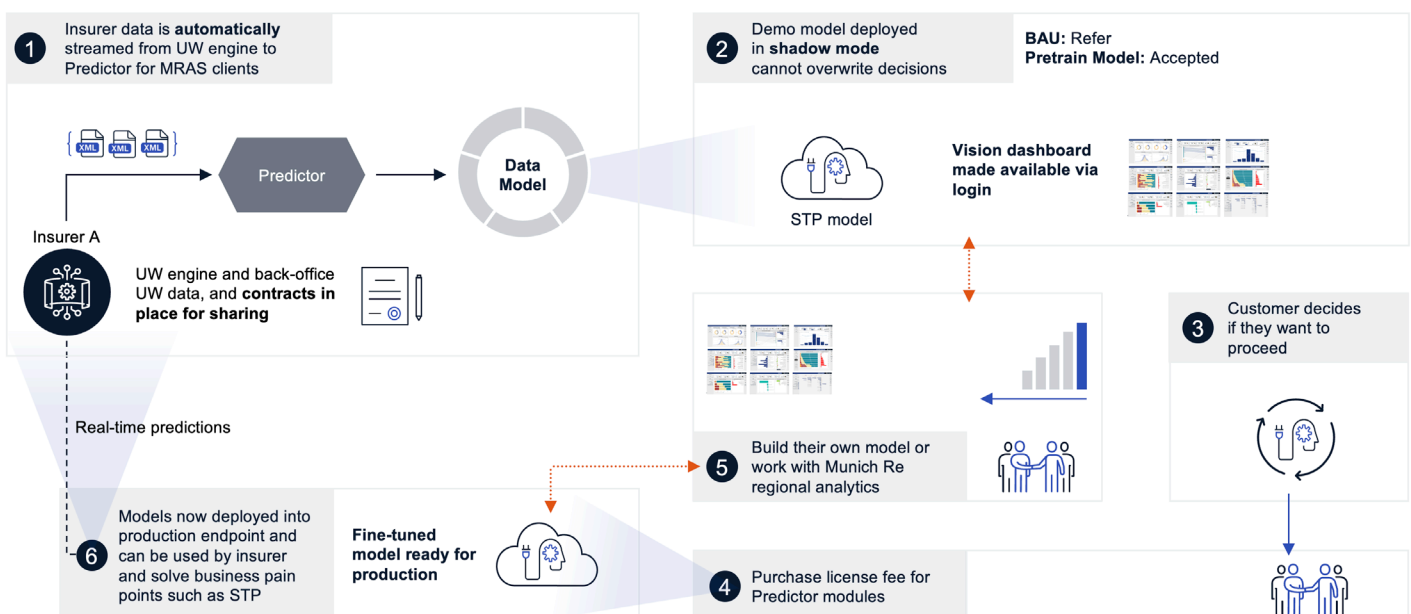 1
Insurer data is automatically
streamed from UW engine to
Predictor for MRAS clients
{ XML XML XML }
Predictor
Data
Model
Insurer A
UW engine and back-office
UW data, and contracts in
place for sharing
2
Demo model deployed
in shadow mode
cannot overwrite decisions
BAU: Refer
Pretrain Model: Accepted
STP model
Vision dashboard
made available via
login
3
Customer decides
if they want to
proceed
Real-time predictions
5
Build their own model or
work with Munich Re
regional analytics
6
Models now deployed into
production endpoint and
can be used by insurer
and solve business pain
points such as STP
Fine-tuned
model ready for
production
4
Purchase license fee for
Predictor modules